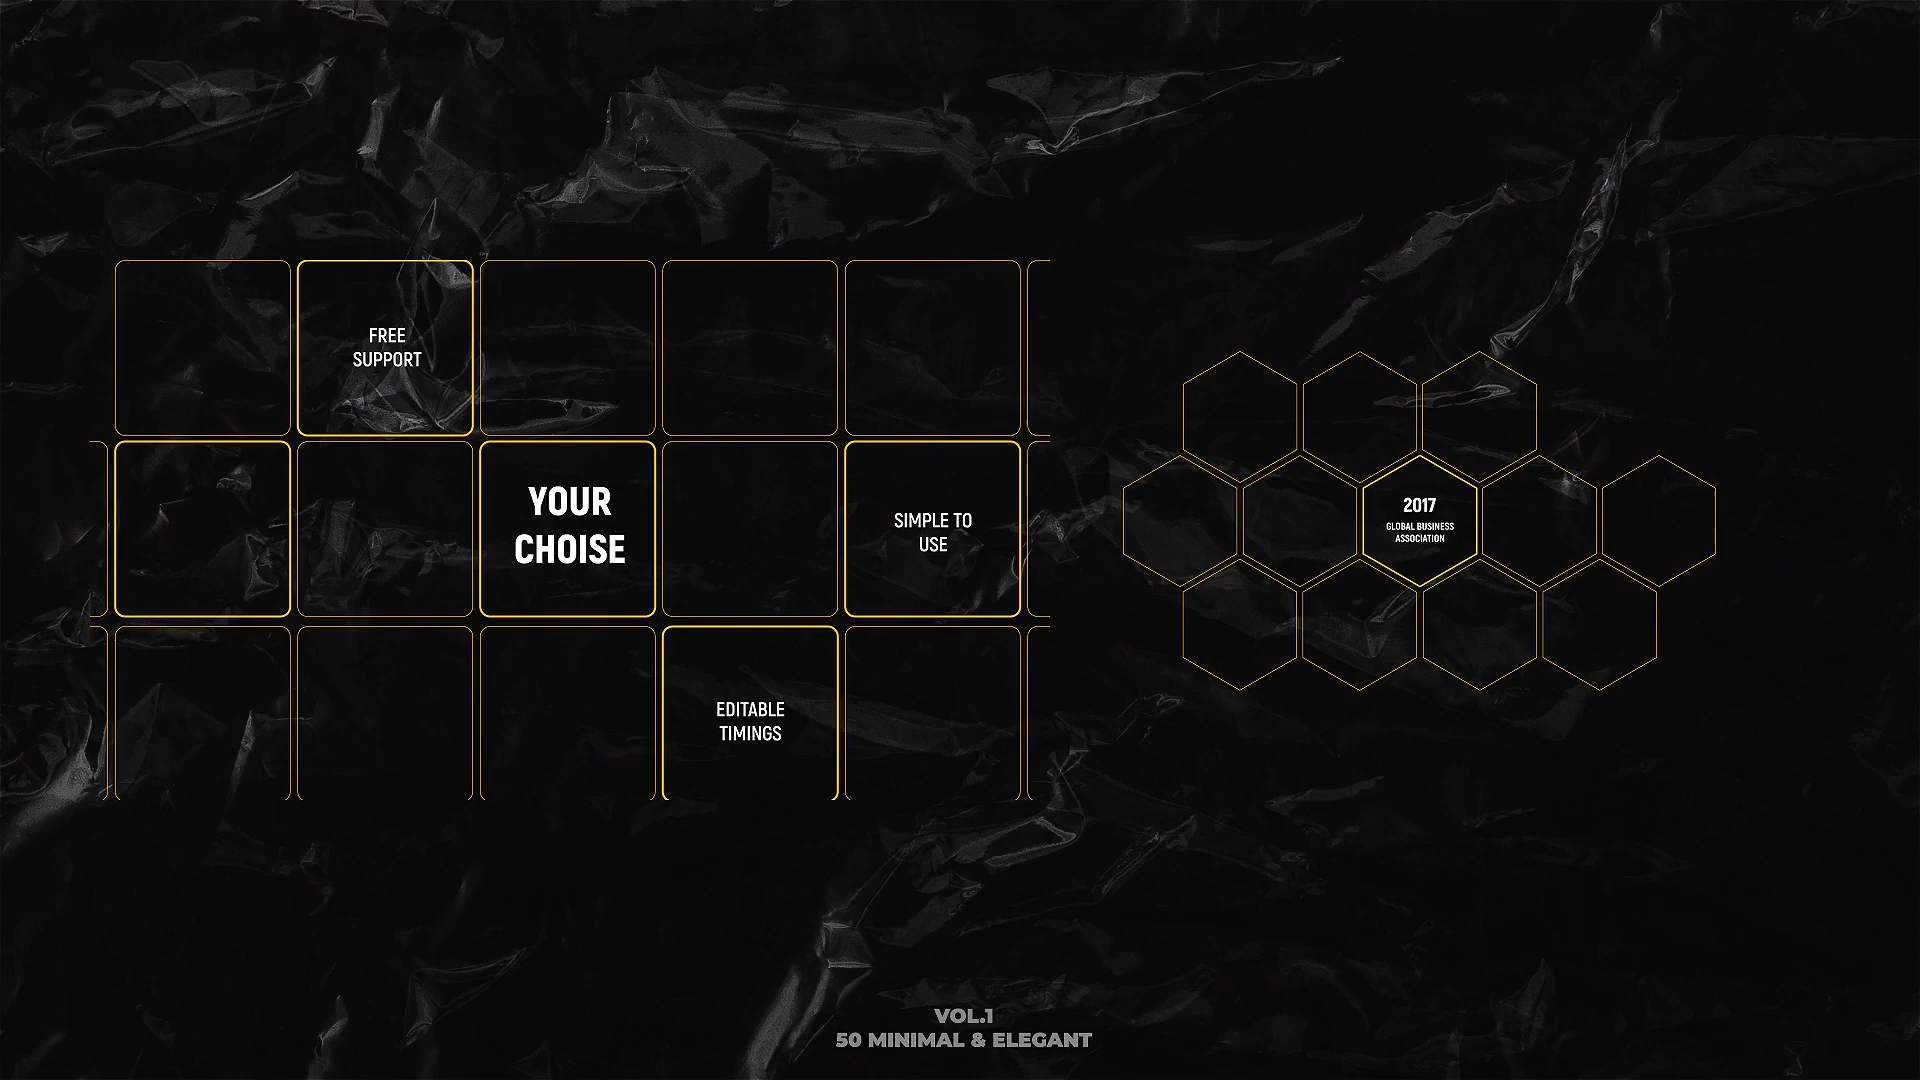 FREE
SUPPORT
YOUR
CHOISE
SIMPLE TO
USE
EDITABLE
TIMINGS
2017
GLOBAL BUSINESS
ASSOCIATION
VOL.1
50 MINIMAL & ELEGANT